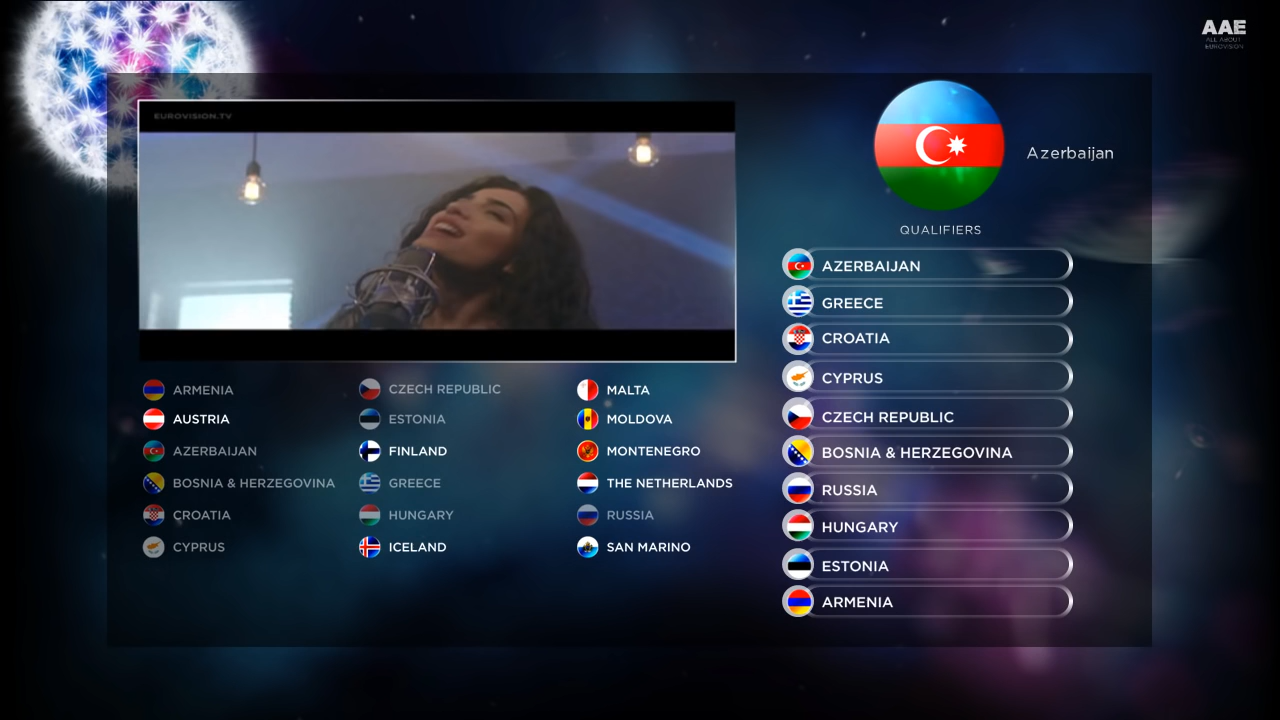 AAE
ALL ABOUT
EUROVISION
EUROVISION.TV
Azerbaijan
QUALIFIERS
AZERBAIJAN
GREECE
CROATIA
CYPRUS
CZECH REPUBLIC
BOSNIA & HERZEGOVINA
RUSSIA
HUNGARY
ESTONIA
ARMENIA
ARMENIA
AUSTRIA
AZERBAIJAN
BOSNIA & HERZEGOVINA
CROATIA
CYPRUS
CZECH REPUBLIC
ESTONIA
FINLAND
GREECE
HUNGARY
ICELAND
MALTA
MOLDOVA
MONTENEGRO
THE NETHERLANDS
RUSSIA
SAN MARINO